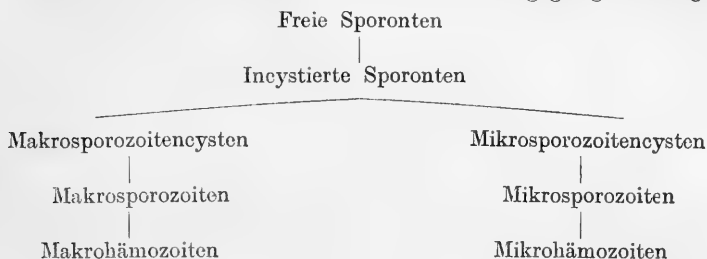 Freie Sporonten
Incystierte Sporonten
Makrosporozoitencysten Mikrosporozoitencysten
Makrosporozoiten Mikrosporozoiten
Makrohämozoiten Mikrohämozoiten